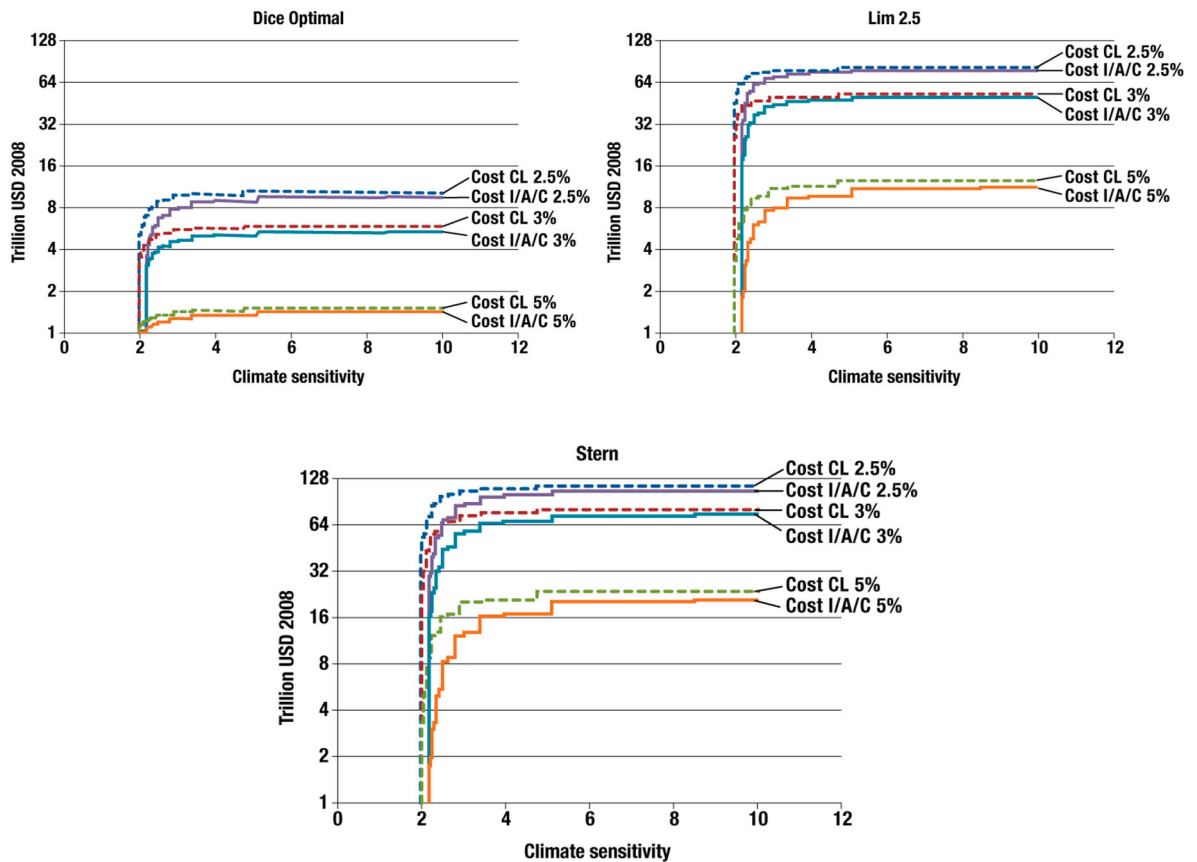 Dice Optimal
128
64
32
16
8
4
2
1
0
2
4
6
8
10
12
Trillion USD 2008
Climate sensitivity
Cost CL 2.5%
Cost I/A/C 2.5%
Cost CL 3%
Cost I/A/C 3%
Cost CL 5%
Cost I/A/C 5%
Lim 2.5
128
64
32
16
8
4
2
1
0
2
4
6
8
10
12
Trillion USD 2008
Climate sensitivity
Cost CL 2.5%
Cost I/A/C 2.5%
Cost CL 3%
Cost I/A/C 3%
Cost CL 5%
Cost I/A/C 5%
Stern
128
64
32
16
8
4
2
1
0
2
4
6
8
10
12
Trillion USD 2008
Climate sensitivity
Cost CL 2.5%
Cost I/A/C 2.5%
Cost CL 3%
Cost I/A/C 3%
Cost CL 5%
Cost I/A/C 5%